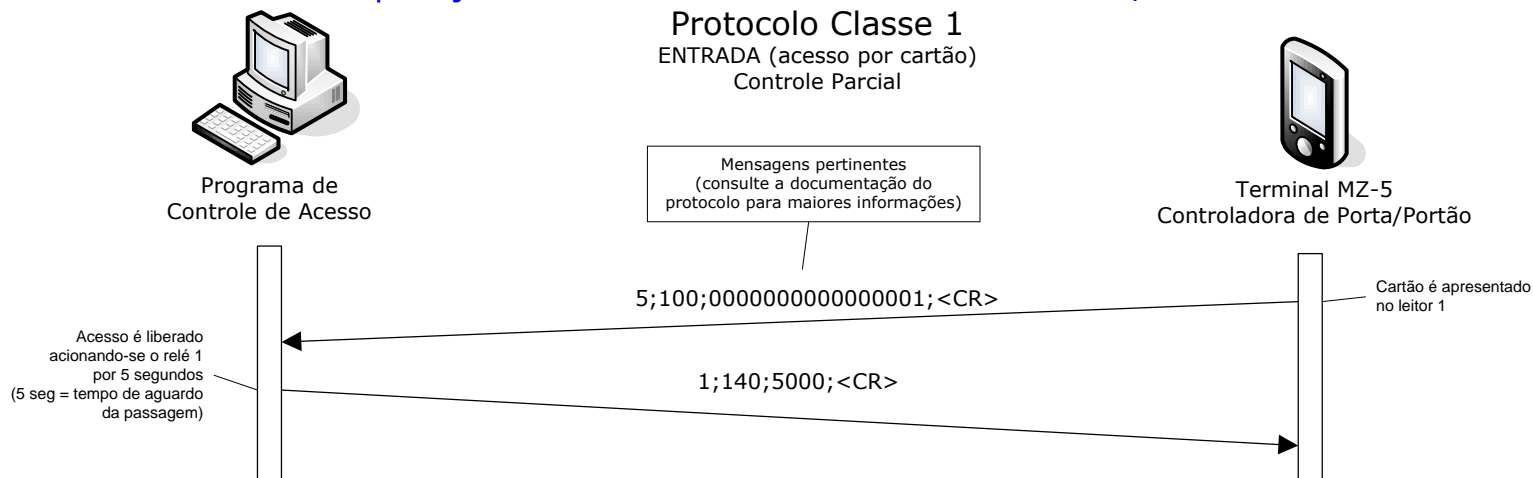 Protocolo Classe 1
ENTRADA (acesso por cartão)
Controle Parcial
Programa de
Controle de Acesso
Mensagens pertinentes
(consulte a documentação do
protocolo para maiores informações)
Terminal MZ-5
Controladora de Porta/Portão
5;100;0000000000000001;<CR>
Cartão é apresentado
no leitor 1
Acesso é liberado
acionando-se o relé 1
por 5 segundos
(5 seg = tempo de aguardo
da passagem)
1;140;5000;<CR>